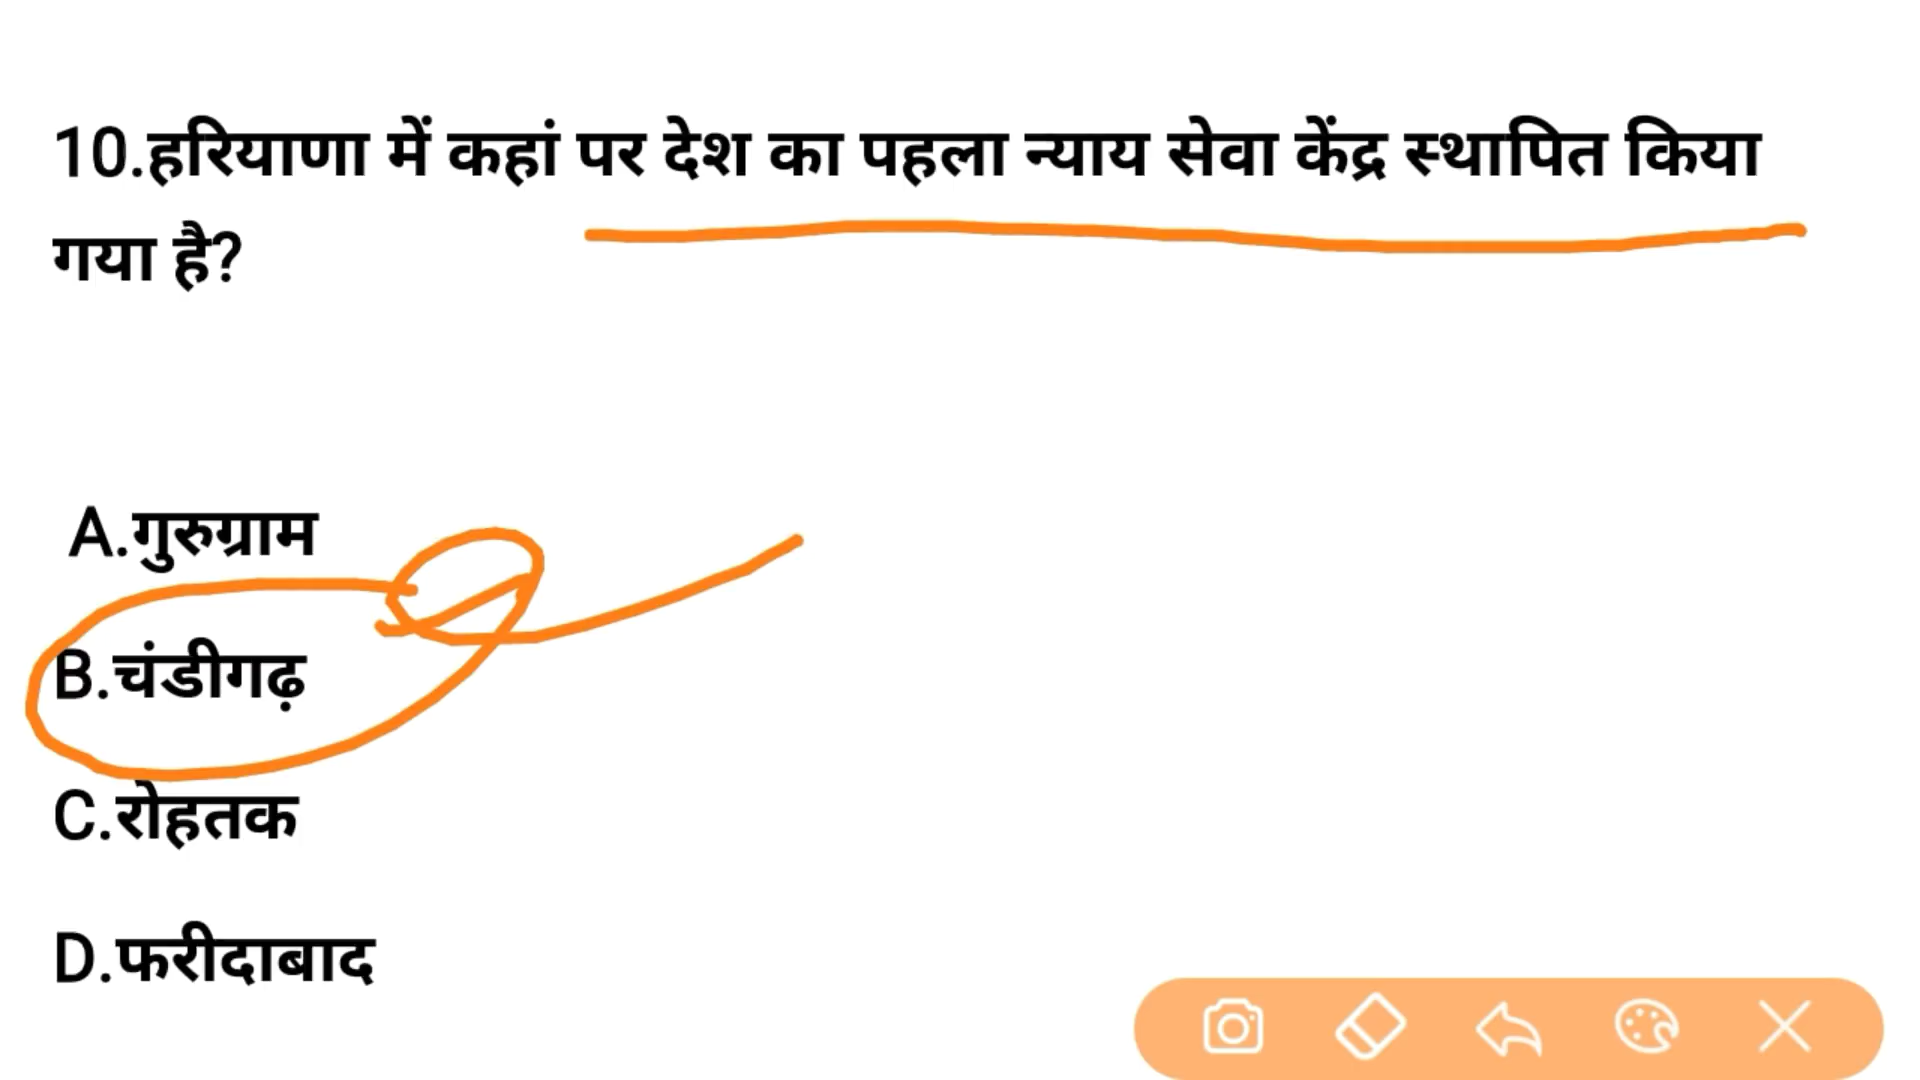 10.हरियाणा में कहां पर देश का पहला न्याय सेवा केंद्र स्थापित किया
गया है?
A.गुरुग्राम
B.चंडीगढ़
C.रोहतक
D.फरीदाबाद